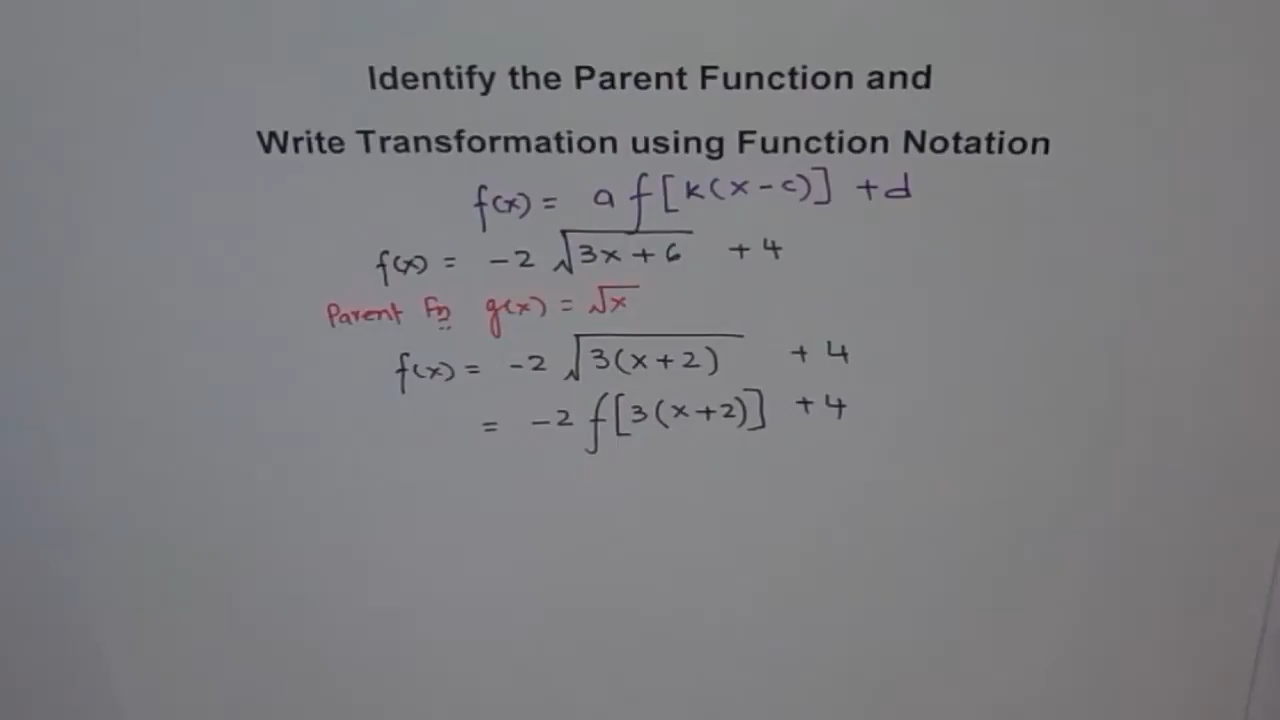 Identify the Parent Function and
Write Transformation using Function Notation
f(x) = a f[k(x-c)] + d
f(x) = -2 √(3x+6) + 4
Parent Fn g(x) = √x
f(x) = -2 √(3(x+2)) + 4
= -2 f[3(x+2)] + 4